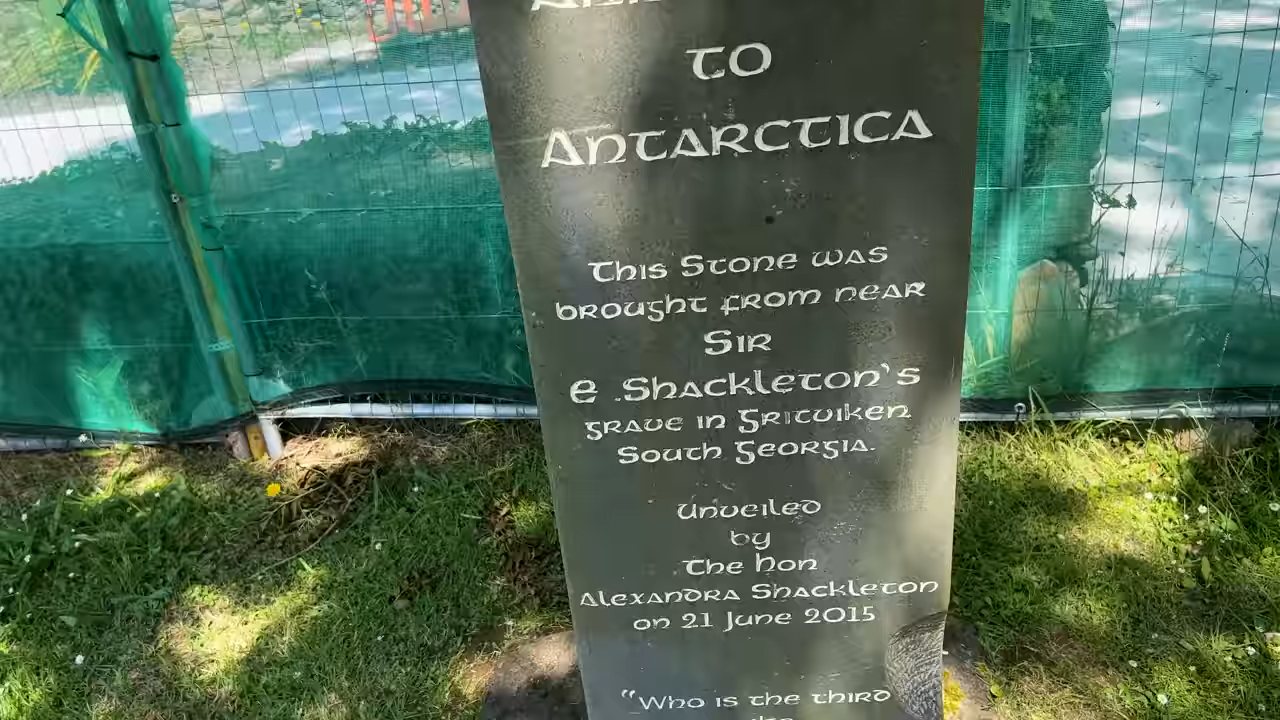 to
Antarctica
This Stone was
brought from near
Sir
E .Shackleton's
grave in Gritviken
South Georgia.
Unveiled
by
The Hon
Alexandra Shackleton
on 21 June 2015
"Who is the third